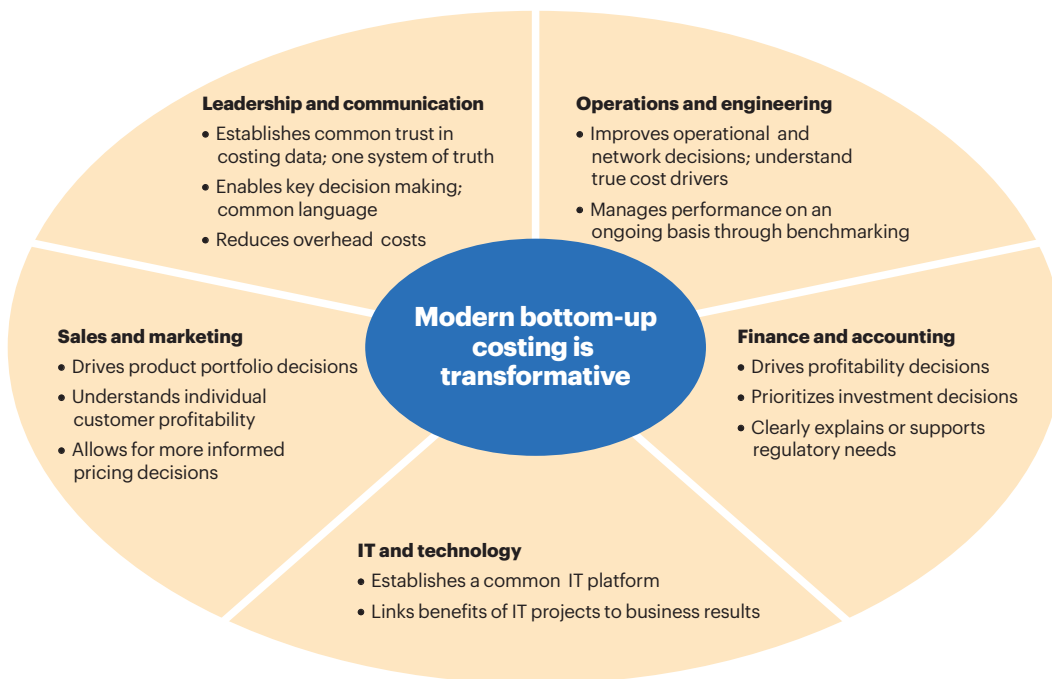 Leadership and communication
• Establishes common trust in
costing data; one system of truth
• Enables key decision making;
common language
• Reduces overhead costs
Operations and engineering
• Improves operational and
network decisions; understand
true cost drivers
• Manages performance on an
ongoing basis through benchmarking
Modern bottom-up
costing is
transformative
Sales and marketing
• Drives product portfolio decisions
• Understands individual
customer profitability
• Allows for more informed
pricing decisions
Finance and accounting
• Drives profitability decisions
• Prioritizes investment decisions
• Clearly explains or supports
regulatory needs
IT and technology
• Establishes a common IT platform
• Links benefits of IT projects to business results